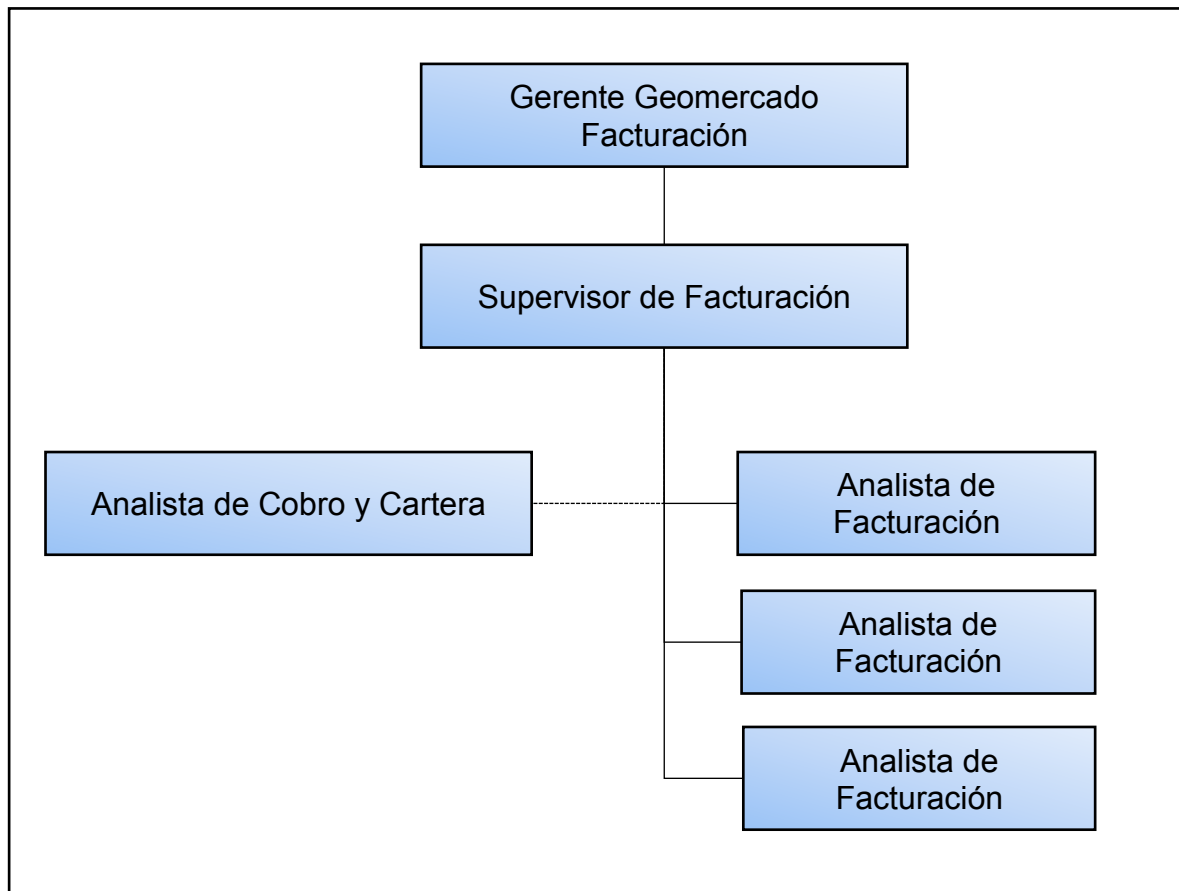 Gerente Geomercado
Facturación
Supervisor de Facturación
Analista de Cobro y Cartera
Analista de
Facturación
Analista de
Facturación
Analista de
Facturación